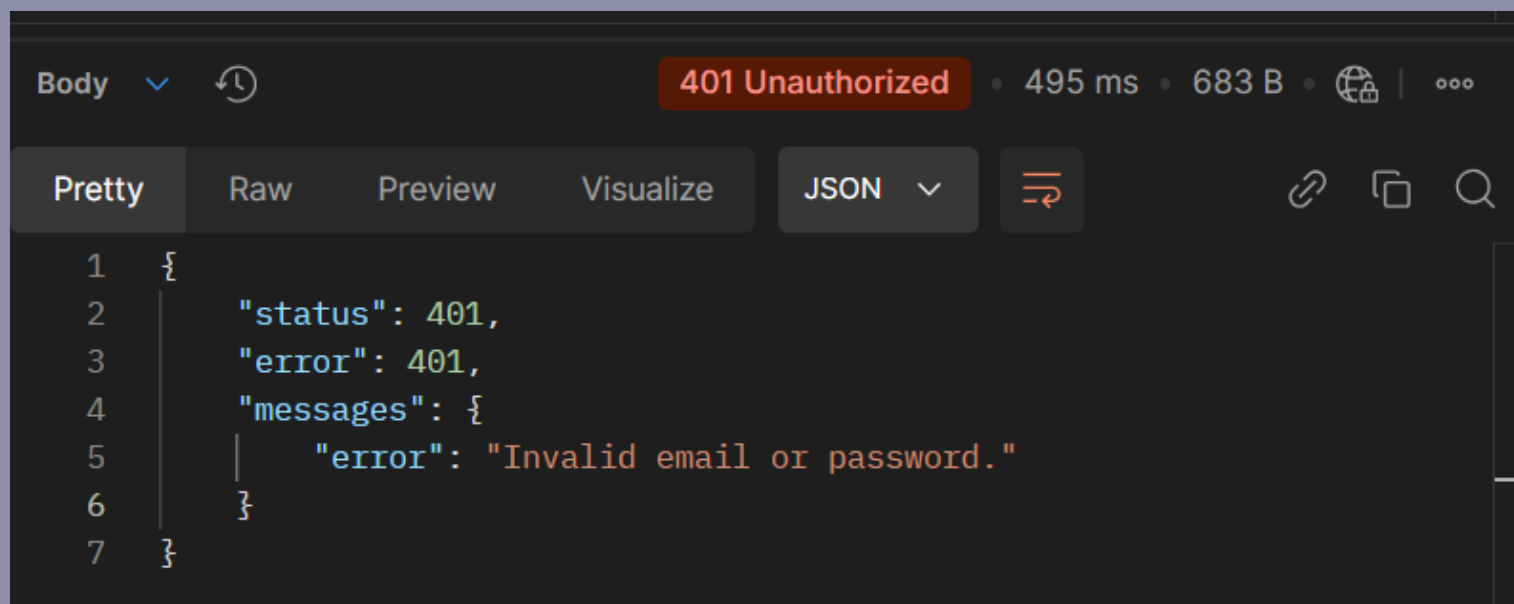 Body 401 Unauthorized • 495 ms • 683 B •
Pretty Raw Preview Visualize JSON
1 {
2 "status": 401,
3 "error": 401,
4 "messages": {
5 "error": "Invalid email or password."
6 }
7 }